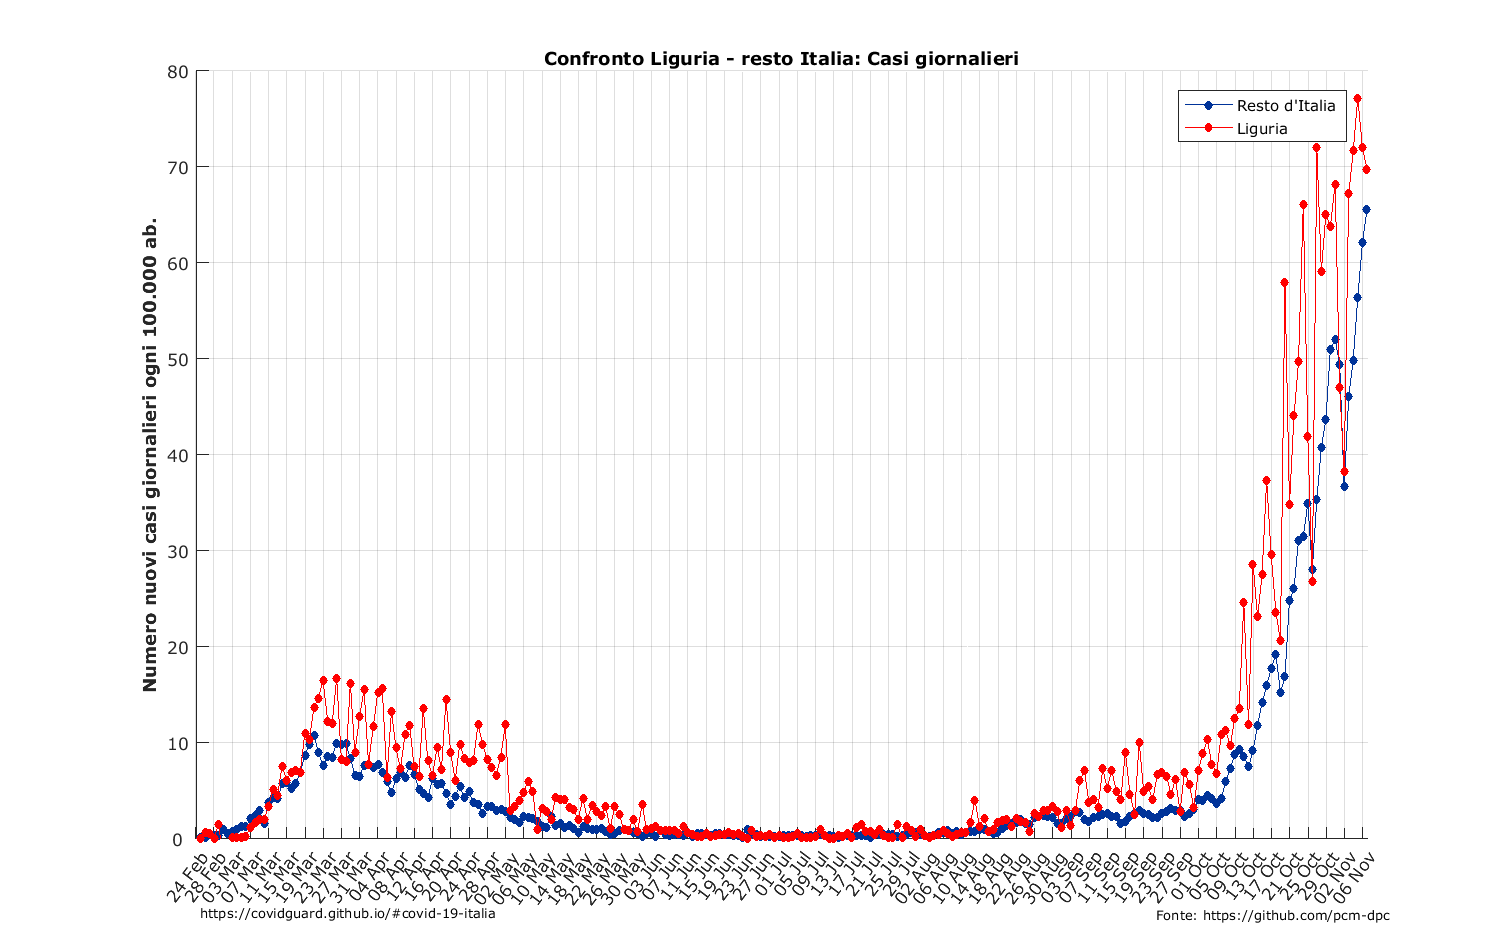 Confronto Liguria - resto Italia: Casi giornalieri
Resto d'Italia
Liguria
Numero nuovi casi giornalieri ogni 100.000 ab.
80
70
60
50
40
30
20
10
0
24 Feb
28 Feb
03 Mar
07 Mar
11 Mar
15 Mar
19 Mar
23 Mar
27 Mar
31 Mar
04 Apr
08 Apr
12 Apr
16 Apr
20 Apr
24 Apr
28 Apr
02 May
06 May
10 May
14 May
18 May
22 May
26 May
30 May
03 Jun
07 Jun
11 Jun
15 Jun
19 Jun
23 Jun
27 Jun
01 Jul
05 Jul
09 Jul
13 Jul
17 Jul
21 Jul
25 Jul
29 Jul
02 Aug
06 Aug
10 Aug
14 Aug
18 Aug
22 Aug
26 Aug
30 Aug
03 Sep
07 Sep
11 Sep
15 Sep
19 Sep
23 Sep
27 Sep
01 Oct
05 Oct
09 Oct
13 Oct
17 Oct
21 Oct
25 Oct
29 Oct
02 Nov
06 Nov
https://covidguard.github.io/#covid-19-italia
Fonte: https://github.com/pcm-dpc